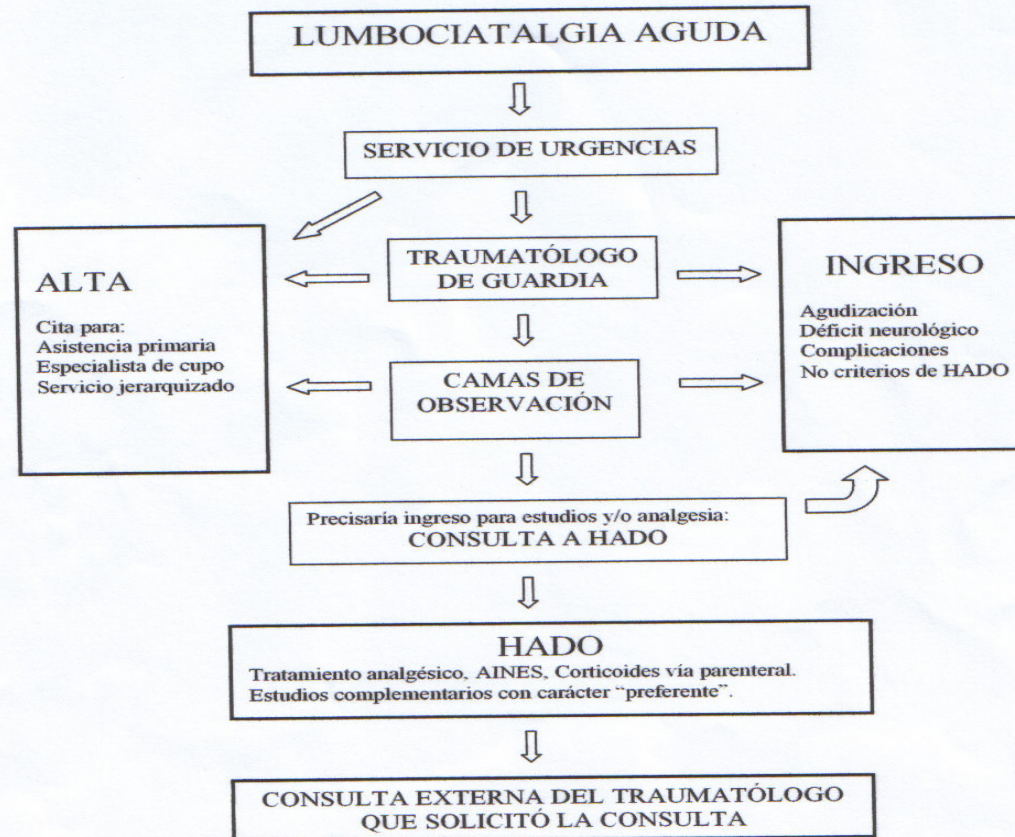 LUMBOCIATALGIA AGUDA
SERVICIO DE URGENCIAS
TRAUMATÓLOGO
DE GUARDIA
ALTA
Cita para:
Asistencia primaria
Especialista de cupo
Servicio jerarquizado
INGRESO
Agudización
Déficit neurológico
Complicaciones
No criterios de HADO
CAMAS DE
OBSERVACIÓN
Precisaría ingreso para estudios y/o analgesia:
CONSULTA A HADO
HADO
Tratamiento analgésico, AINES, Corticoides vía parenteral.
Estudios complementarios con carácter “preferente”.
CONSULTA EXTERNA DEL TRAUMATÓLOGO
QUE SOLICITÓ LA CONSULTA